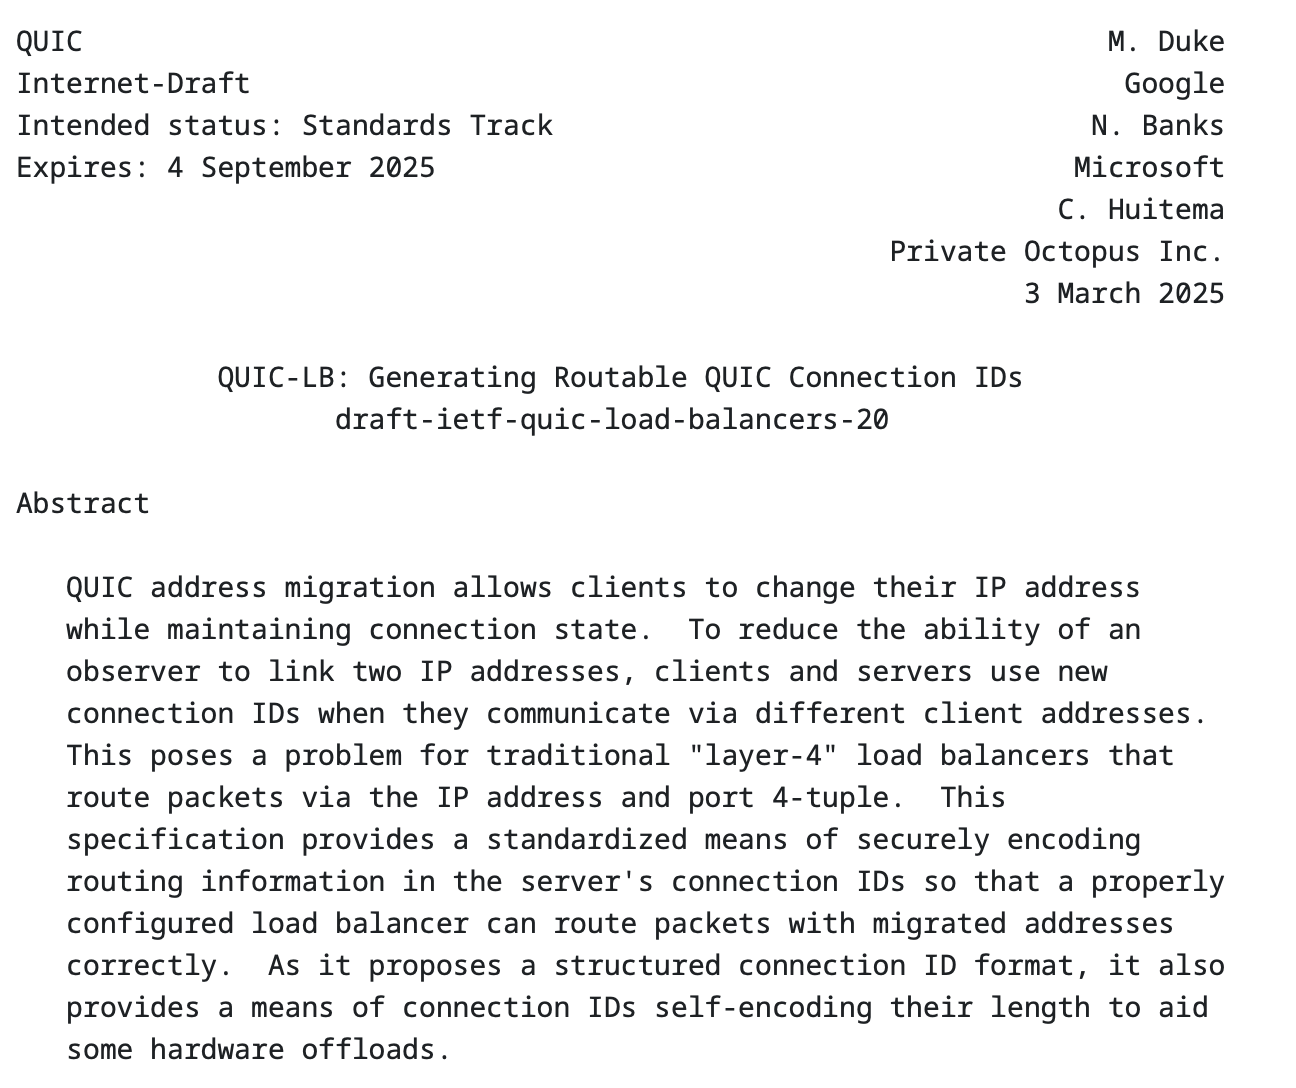 QUIC                                                             M. Duke
Internet-Draft                                                    Google
Intended status: Standards Track                                N. Banks
Expires: 4 September 2025                                      Microsoft
                                                              C. Huitema
                                                    Private Octopus Inc.
                                                            3 March 2025

            QUIC-LB: Generating Routable QUIC Connection IDs
                   draft-ietf-quic-load-balancers-20

Abstract

   QUIC address migration allows clients to change their IP address
   while maintaining connection state.  To reduce the ability of an
   observer to link two IP addresses, clients and servers use new
   connection IDs when they communicate via different client addresses.
   This poses a problem for traditional "layer-4" load balancers that
   route packets via the IP address and port 4-tuple.  This
   specification provides a standardized means of securely encoding
   routing information in the server's connection IDs so that a properly
   configured load balancer can route packets with migrated addresses
   correctly.  As it proposes a structured connection ID format, it also
   provides a means of connection IDs self-encoding their length to aid
   some hardware offloads.